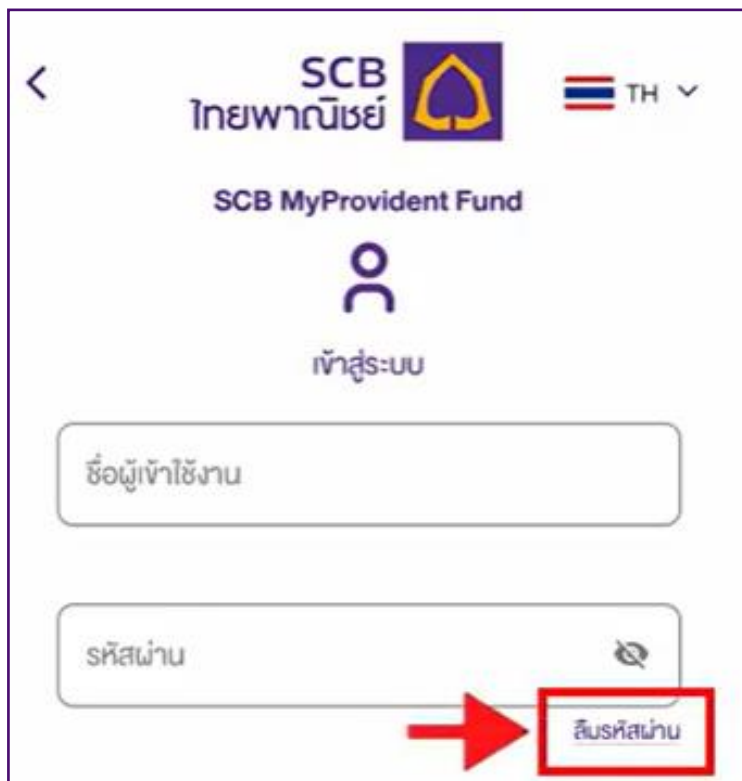 SCB
ไทยพาณิชย์
TH
SCB MyProvident Fund
เข้าสู่ระบบ
ชื่อผู้เข้าใช้งาน
รหัสผ่าน
ลืมรหัสผ่าน